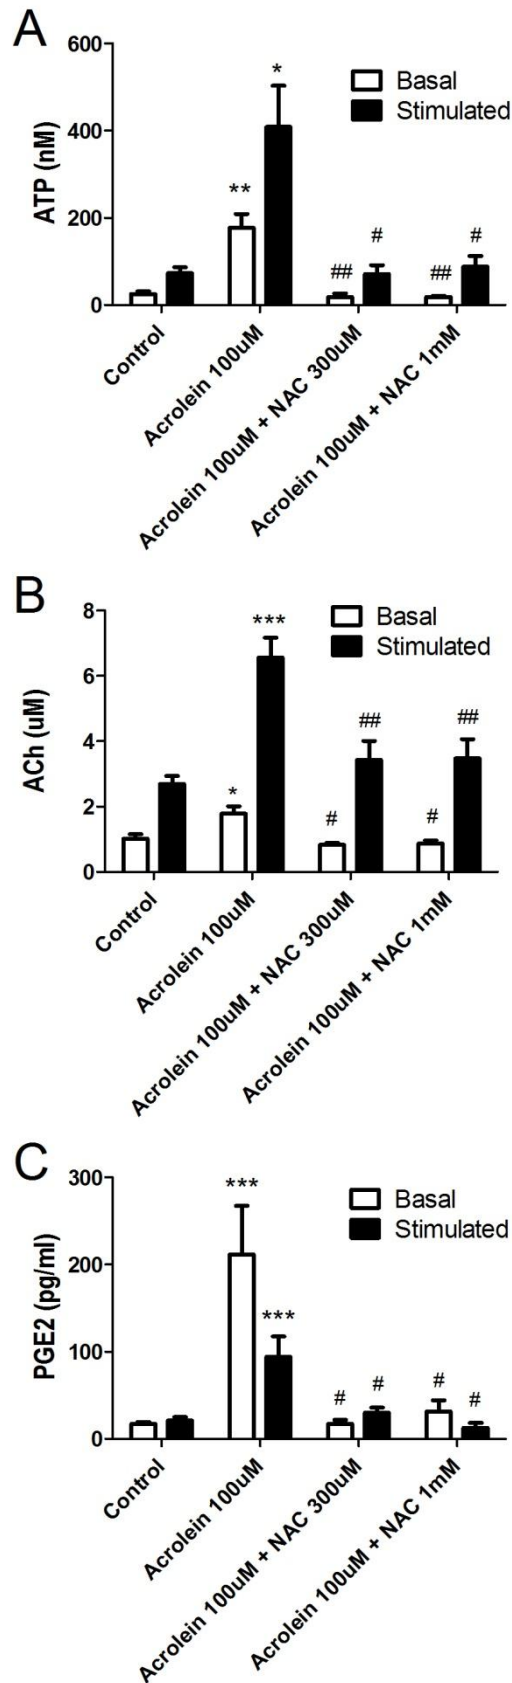 A
600
400
200
0
ATP (nM)
Basal
Stimulated
*
**
##
#
##
#
Control
Acrolein 100uM
Acrolein 100uM + NAC 300uM
Acrolein 100uM + NAC 1mM
B
8
6
4
2
0
ACh (uM)
Basal
Stimulated
***
*
#
##
#
##
Control
Acrolein 100uM
Acrolein 100uM + NAC 300uM
Acrolein 100uM + NAC 1mM
C
300
200
100
0
PGE2 (pg/ml)
Basal
Stimulated
***
***
#
#
#
#
Control
Acrolein 100uM
Acrolein 100uM + NAC 300uM
Acrolein 100uM + NAC 1mM